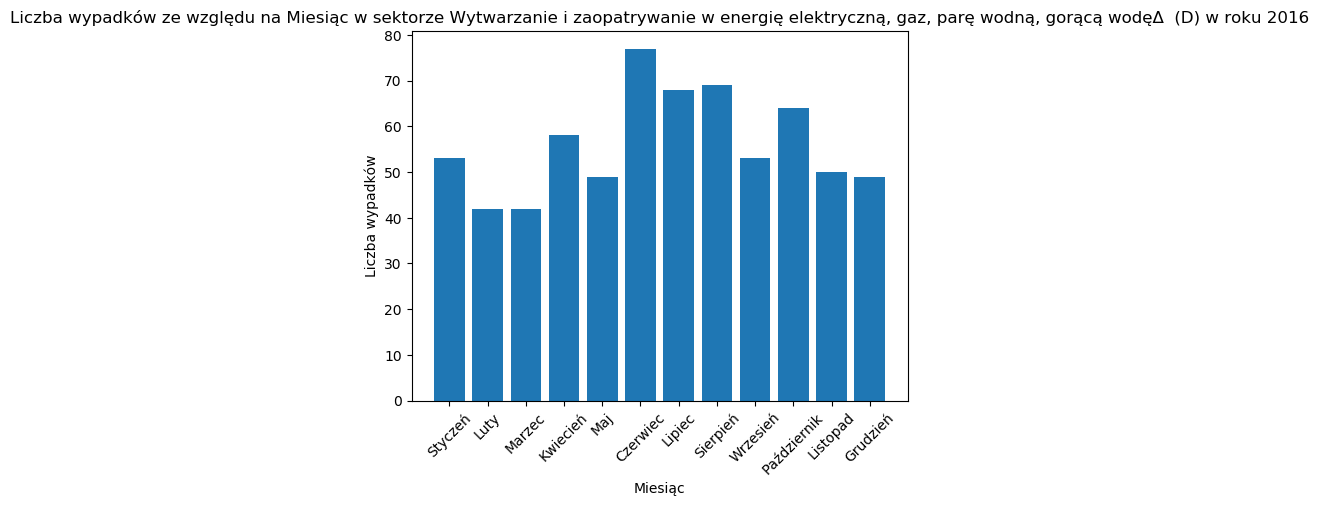 Liczba wypadków ze względu na Miesiąc w sektorze Wytwarzanie i zaopatrywanie w energię elektryczną, gaz, parę wodną, gorącą wodęΔ  (D) w roku 2016
80
70
60
50
40
30
20
10
0
Liczba wypadków
Styczeń
Luty
Marzec
Kwiecień
Maj
Czerwiec
Lipiec
Sierpień
Wrzesień
Październik
Listopad
Grudzień
Miesiąc